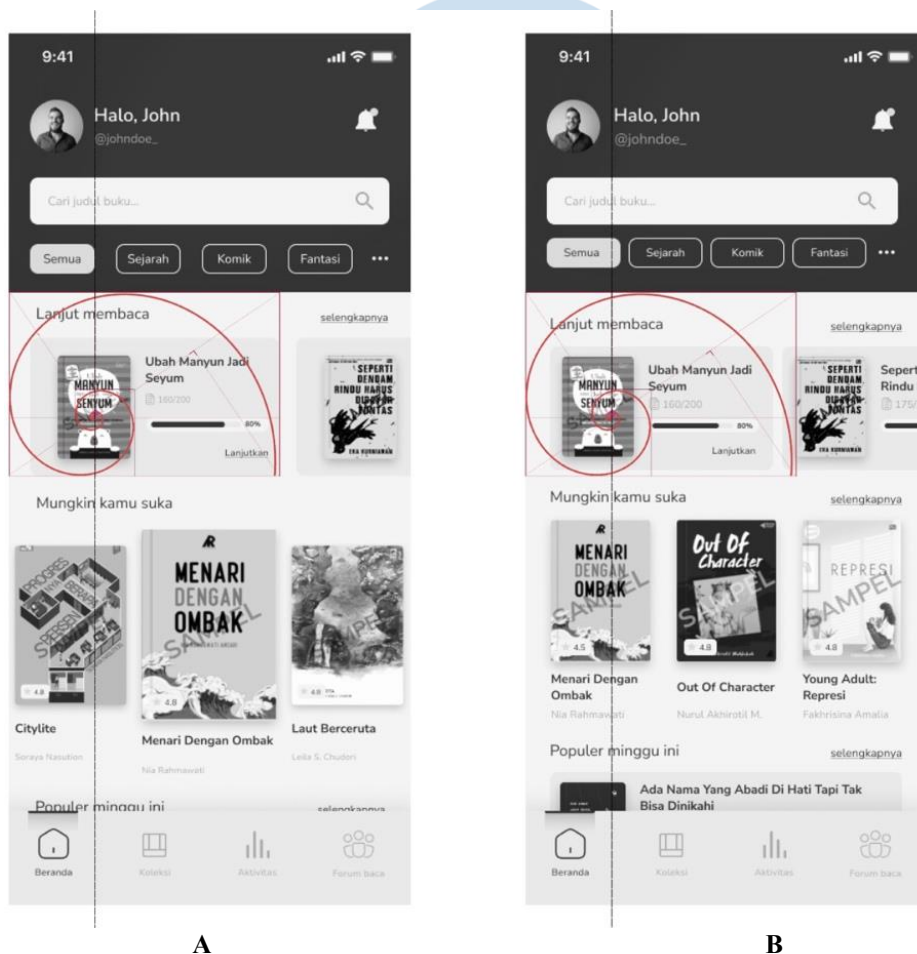 9:41
Halo, John
@johndoe_
Cari judul buku...
Semua Sejarah Komik Fantasi
Lanjut membaca selengkapnya
MANYUN
SENYUM
Ubah Manyun Jadi
Seyum
160/200
80%
Lanjutkan
SEPERTI
DENDAM
RINDU HARUS
DIBAYAR
TUNTAS
EKA KURNIAWAN
Mungkin kamu suka
PROGRES
BERARAK
BERSEN
4.8
Citylite
Soraya Nasution
MENARI
DENGAN
OMBAK
SAMPEL
4.8
Menari Dengan Ombak
Nia Rahmawati
4.8
Laut Berceruta
Leila S. Chudori
Populer minggu ini selengkapnya
Beranda Koleksi Aktivitas Forum baca
A
9:41
Halo, John
@johndoe_
Cari judul buku...
Semua Sejarah Komik Fantasi
Lanjut membaca selengkapnya
MANYUN
SENYUM
Ubah Manyun Jadi
Seyum
160/200
80%
Lanjutkan
SEPERTI
DENDAM
RINDU HARUS
DIBAYAR
TUNTAS
EKA KURNIAWAN
Sepert
Rindu
175/
Mungkin kamu suka selengkapnya
MENARI
DENGAN
OMBAK
SAMPEL
4.5
Menari Dengan
Ombak
Nia Rahmawati
Out Of
Character
SAMPEL
4.8
Out Of Character
Nurul Akhirotil M.
REPRESI
SAMPEL
4.8
Young Adult:
Represi
Fakhrisina Amalia
Populer minggu ini selengkapnya
Ada Nama Yang Abadi Di Hati Tapi Tak
Bisa Dinikahi
Beranda Koleksi Aktivitas Forum baca
B